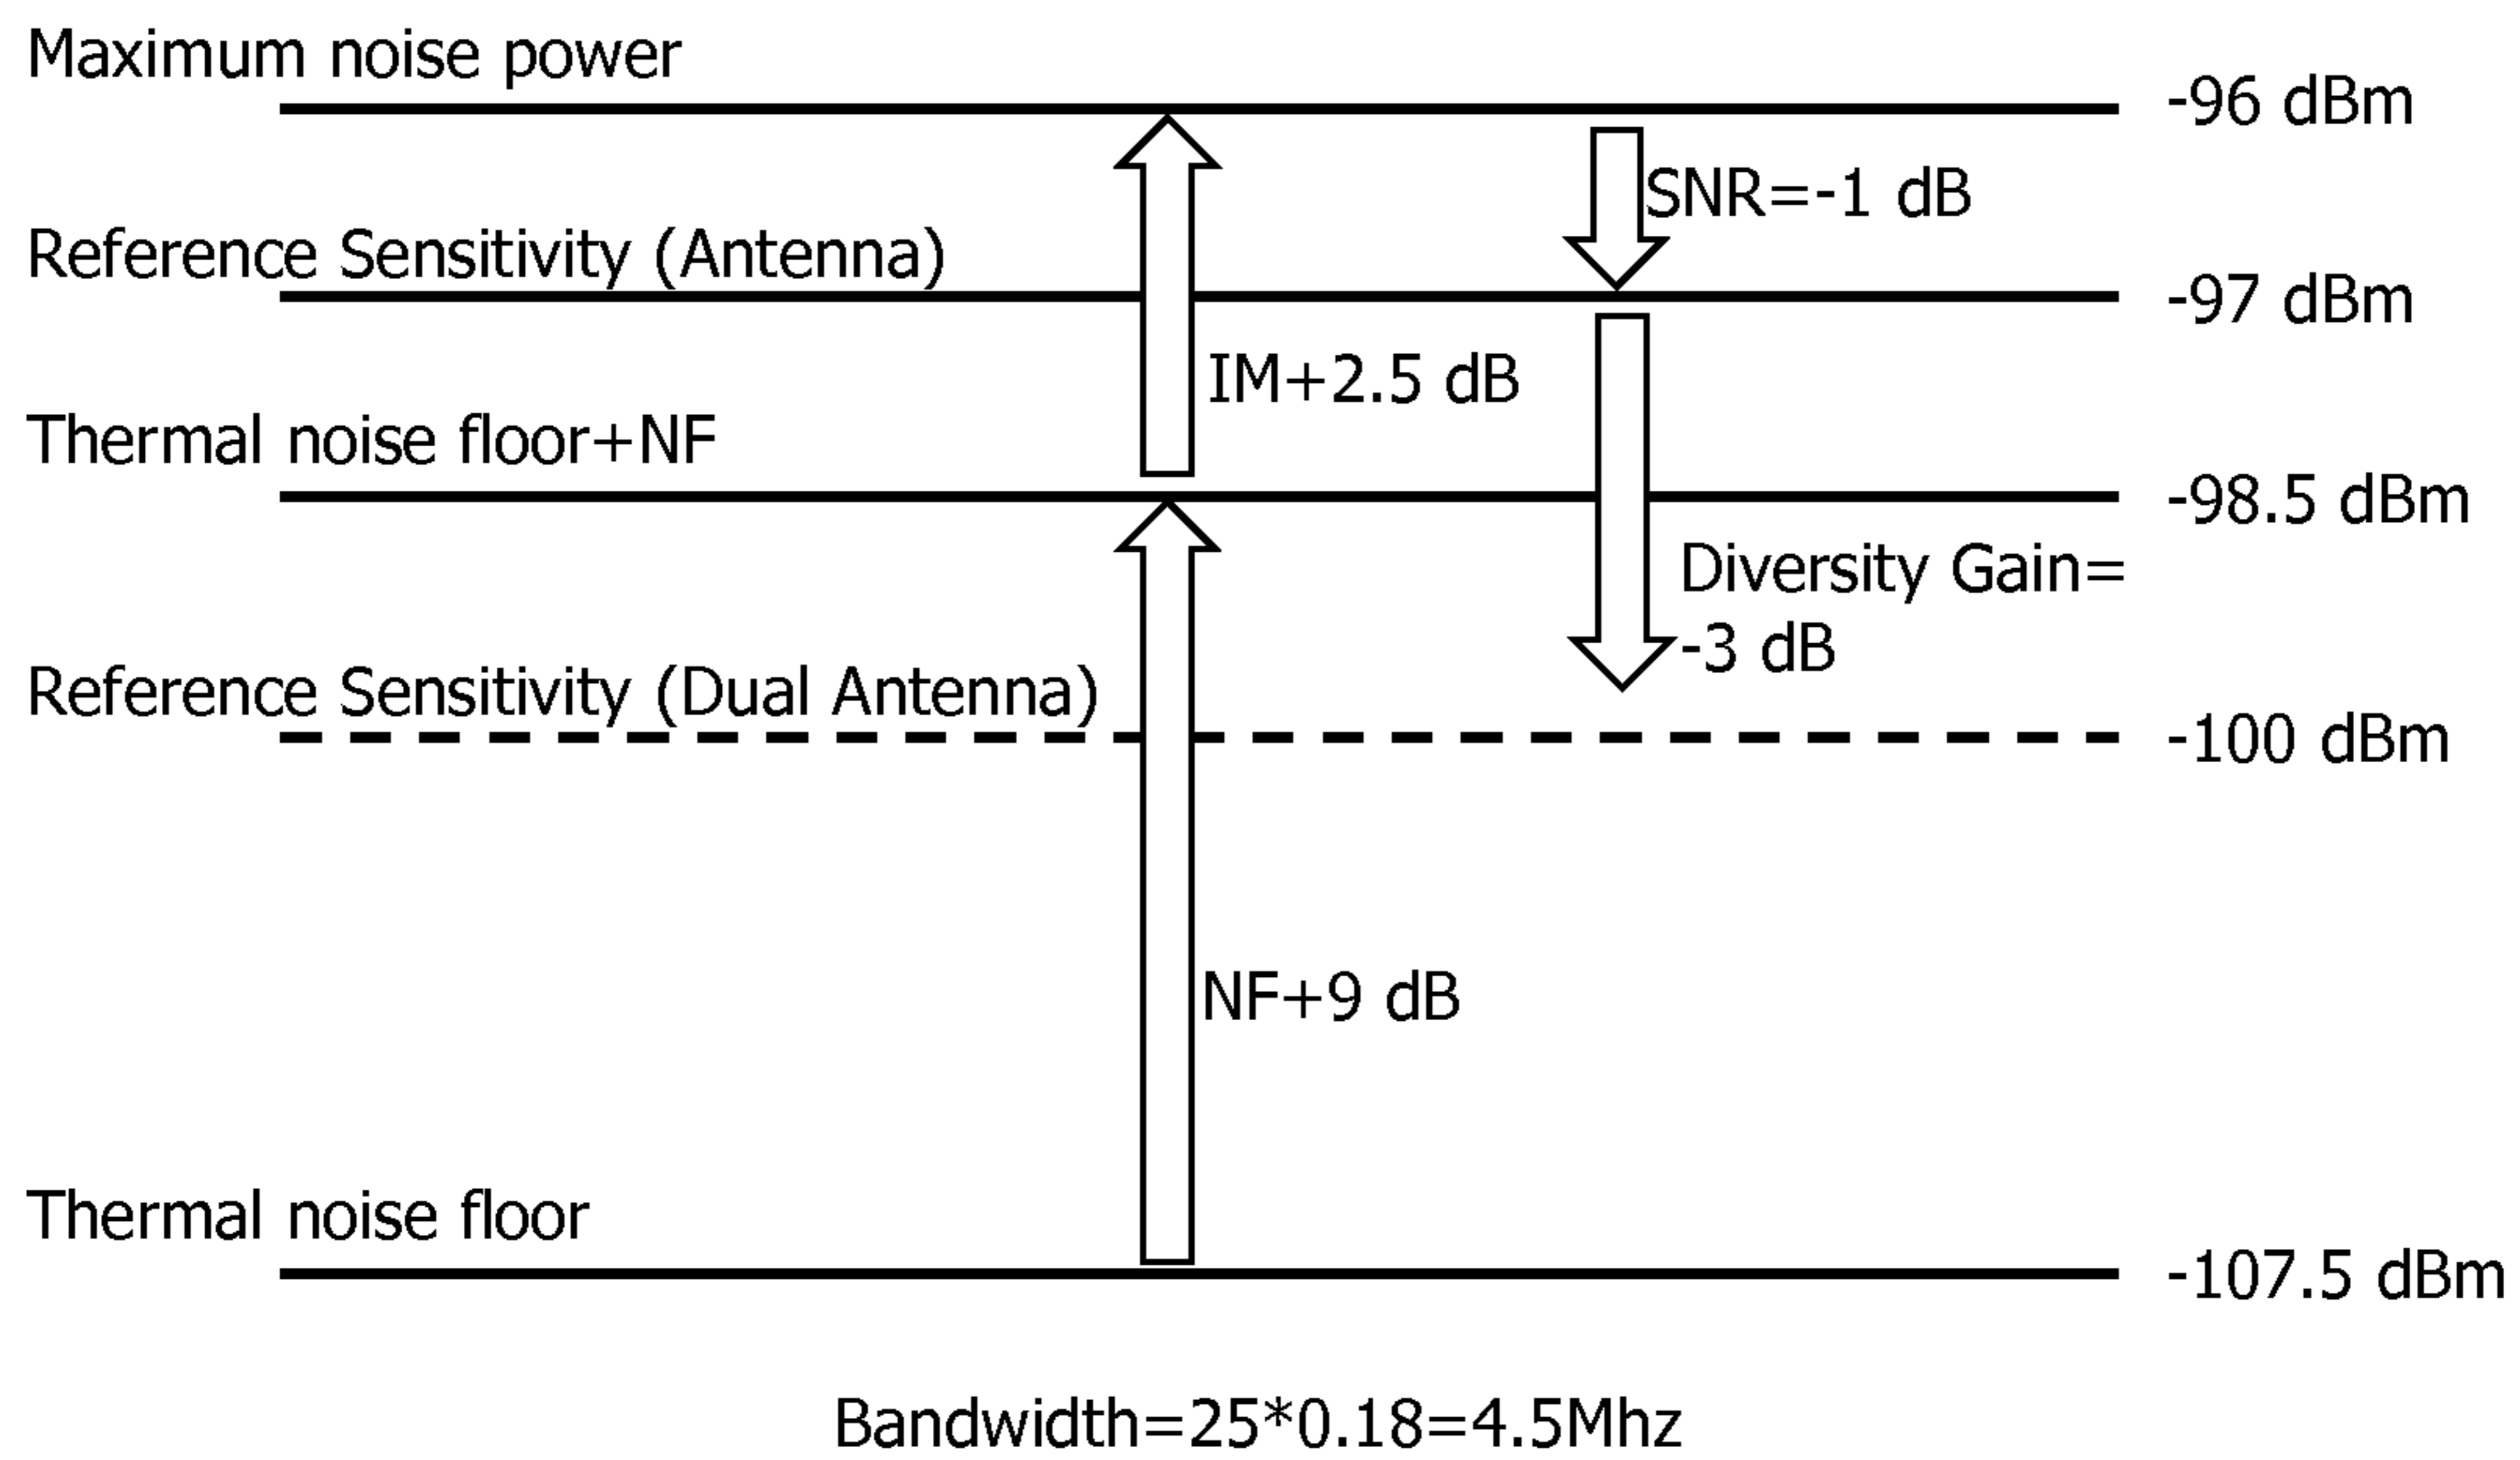 Maximum noise power
-96 dBm
SNR=-1 dB
Reference Sensitivity (Antenna)
-97 dBm
IM+2.5 dB
Thermal noise floor+NF
-98.5 dBm
Diversity Gain=
-3 dB
Reference Sensitivity (Dual Antenna)
-100 dBm
NF+9 dB
Thermal noise floor
-107.5 dBm
Bandwidth=25*0.18=4.5Mhz